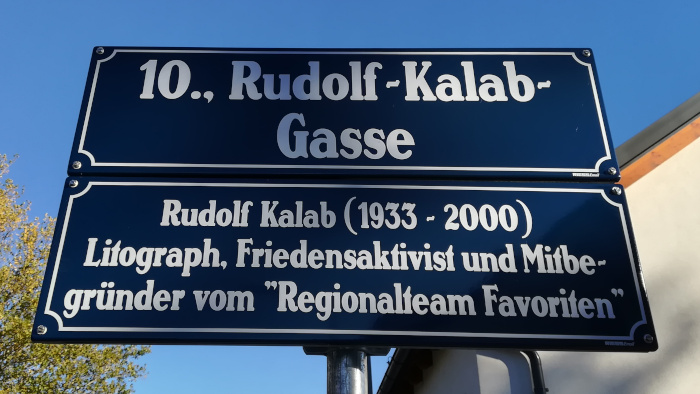 10., Rudolf-Kalab-
Gasse
Rudolf Kalab (1933 - 2000)
Litograph, Friedensaktivist und Mitbe-
gründer vom "Regionalteam Favoriten"